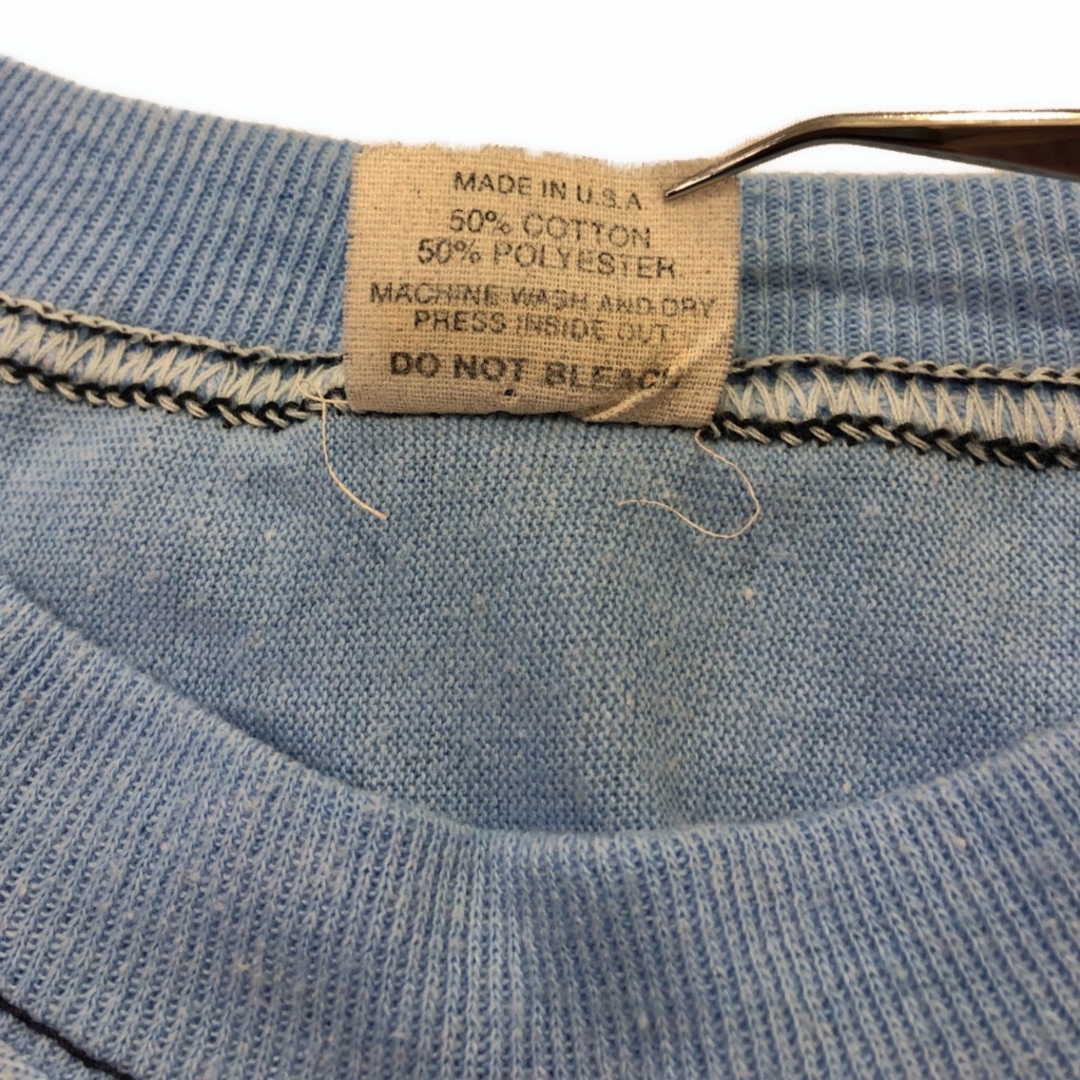 MADE IN U.S.A
50% COTTON
50% POLYESTER
MACHINE WASH AND DRY
PRESS INSIDE OUT
DO NOT BLEACH